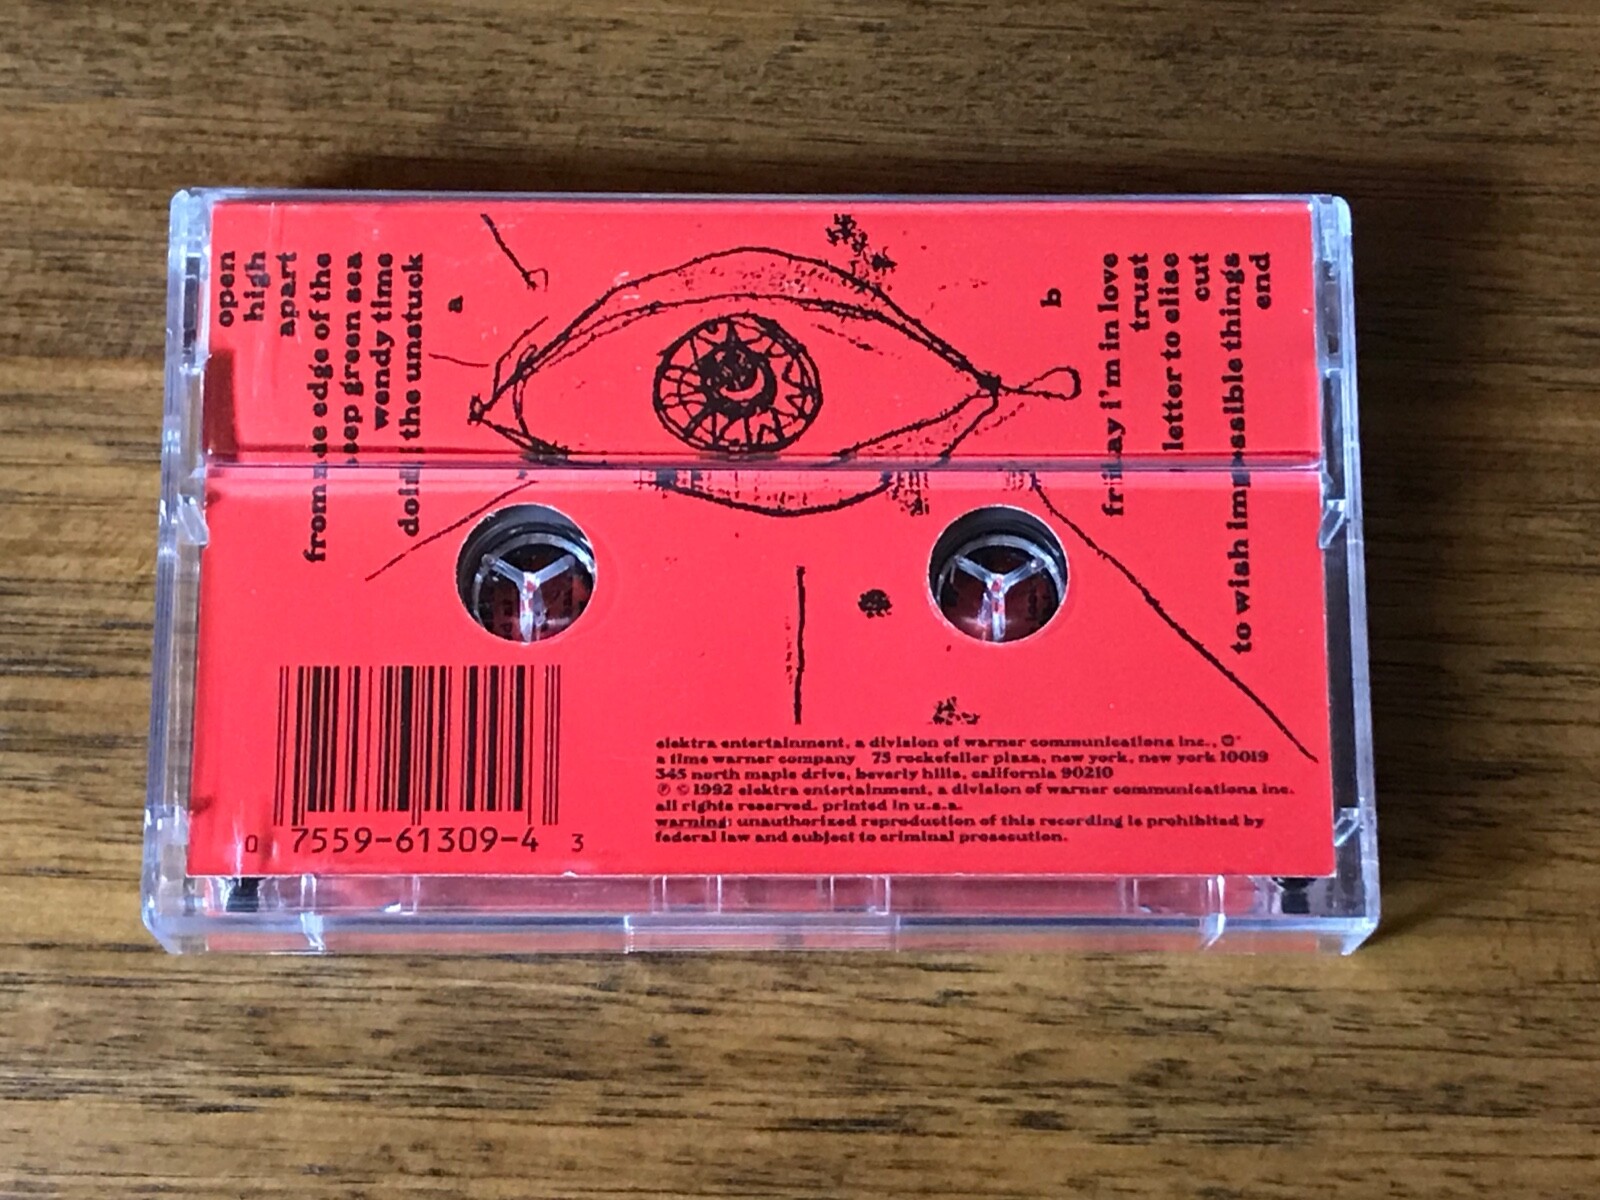 open
high
apart
from the edge of the
deep green sea
wendy time
doing the unstuck
a
b
friday i'm in love
trust
letter to elise
cut
to wish impossible things
end
0 7559-61309-4 3
elektra entertainment, a division of warner communications inc.,
a time warner company 75 rockefeller plaza, new york, new york 10019
345 north maple drive, beverly hills, california 90210
℗ © 1992 elektra entertainment, a division of warner communications inc.
all rights reserved. printed in u.s.a.
warning: unauthorized reproduction of this recording is prohibited by
federal law and subject to criminal prosecution.